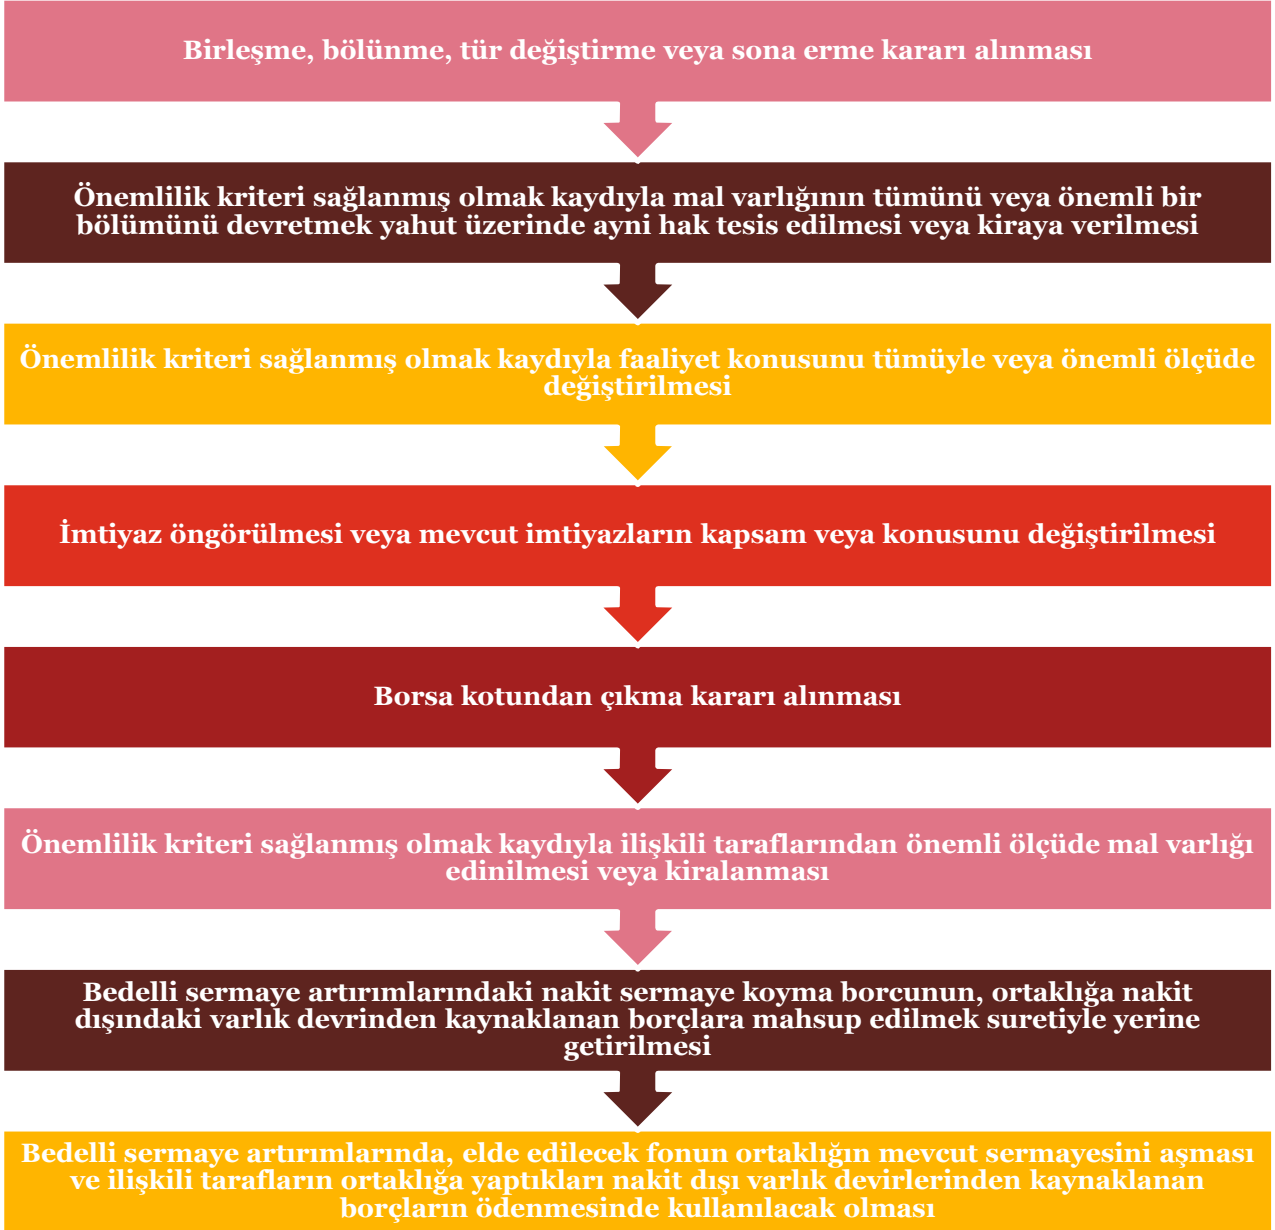 Birleşme, bölünme, tür değiştirme veya sona erme kararı alınması
Önemlilik kriteri sağlanmış olmak kaydıyla mal varlığının tümünü veya önemli bir
bölümünü devretmek yahut üzerinde ayni hak tesis edilmesi veya kiraya verilmesi
Önemlilik kriteri sağlanmış olmak kaydıyla faaliyet konusunu tümüyle veya önemli ölçüde
değiştirilmesi
İmtiyaz öngörülmesi veya mevcut imtiyazların kapsam veya konusunu değiştirilmesi
Borsa kotundan çıkma kararı alınması
Önemlilik kriteri sağlanmış olmak kaydıyla ilişkili taraflarından önemli ölçüde mal varlığı
edinilmesi veya kiralanması
Bedelli sermaye artırımlarındaki nakit sermaye koyma borcunun, ortaklığa nakit
dışındaki varlık devrinden kaynaklanan borçlara mahsup edilmek suretiyle yerine
getirilmesi
Bedelli sermaye artırımlarında, elde edilecek fonun ortaklığın mevcut sermayesini aşması
ve ilişkili tarafların ortaklığa yaptıkları nakit dışı varlık devirlerinden kaynaklanan
borçların ödenmesinde kullanılacak olması